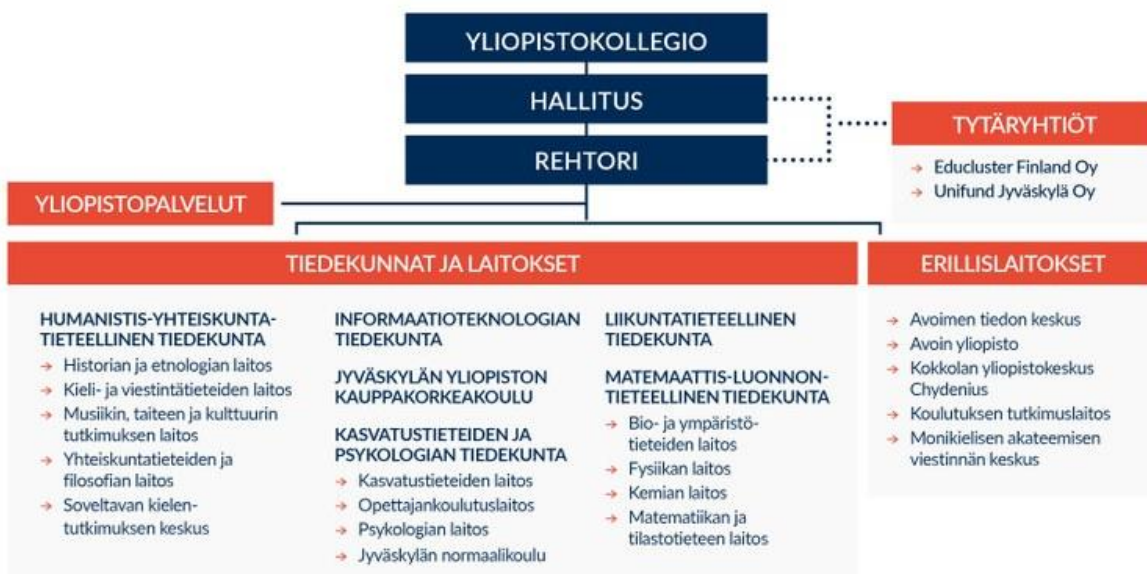 YLIOPISTOKOLLEGIO
HALLITUS
REHTORI
TYTÄRYHTIÖT
→ Educluster Finland Oy
→ Unifund Jyväskylä Oy
YLIOPISTOPALVELUT
TIEDEKUNNAT JA LAITOKSET
HUMANISTIS-YHTEISKUNTA-
TIETEELLINEN TIEDEKUNTA
→ Historian ja etnologian laitos
→ Kieli- ja viestintätieteiden laitos
→ Musiikin, taiteen ja kulttuurin
tutkimuksen laitos
→ Yhteiskuntatieteiden ja
filosofian laitos
→ Soveltavan kielen-
tutkimuksen keskus
INFORMAATIOTEKNOLOGIAN
TIEDEKUNTA
JYVÄSKYLÄN YLIOPISTON
KAUPPAKORKEAKOULU
KASVATUSTIETEIDEN JA
PSYKOLOGIAN TIEDEKUNTA
→ Kasvatustieteiden laitos
→ Opettajankoulutuslaitos
→ Psykologian laitos
→ Jyväskylän normaalikoulu
LIIKUNTATIETEELLINEN
TIEDEKUNTA
MATEMAATTIS-LUONNON-
TIETEELLINEN TIEDEKUNTA
→ Bio- ja ympäristö-
tieteiden laitos
→ Fysiikan laitos
→ Kemian laitos
→ Matematiikan ja
tilastotieteen laitos
ERILLISLAITOKSET
→ Avoimen tiedon keskus
→ Avoin yliopisto
→ Kokkolan yliopistokeskus
Chydenius
→ Koulutuksen tutkimuslaitos
→ Monikielisen akateemisen
viestinnän keskus